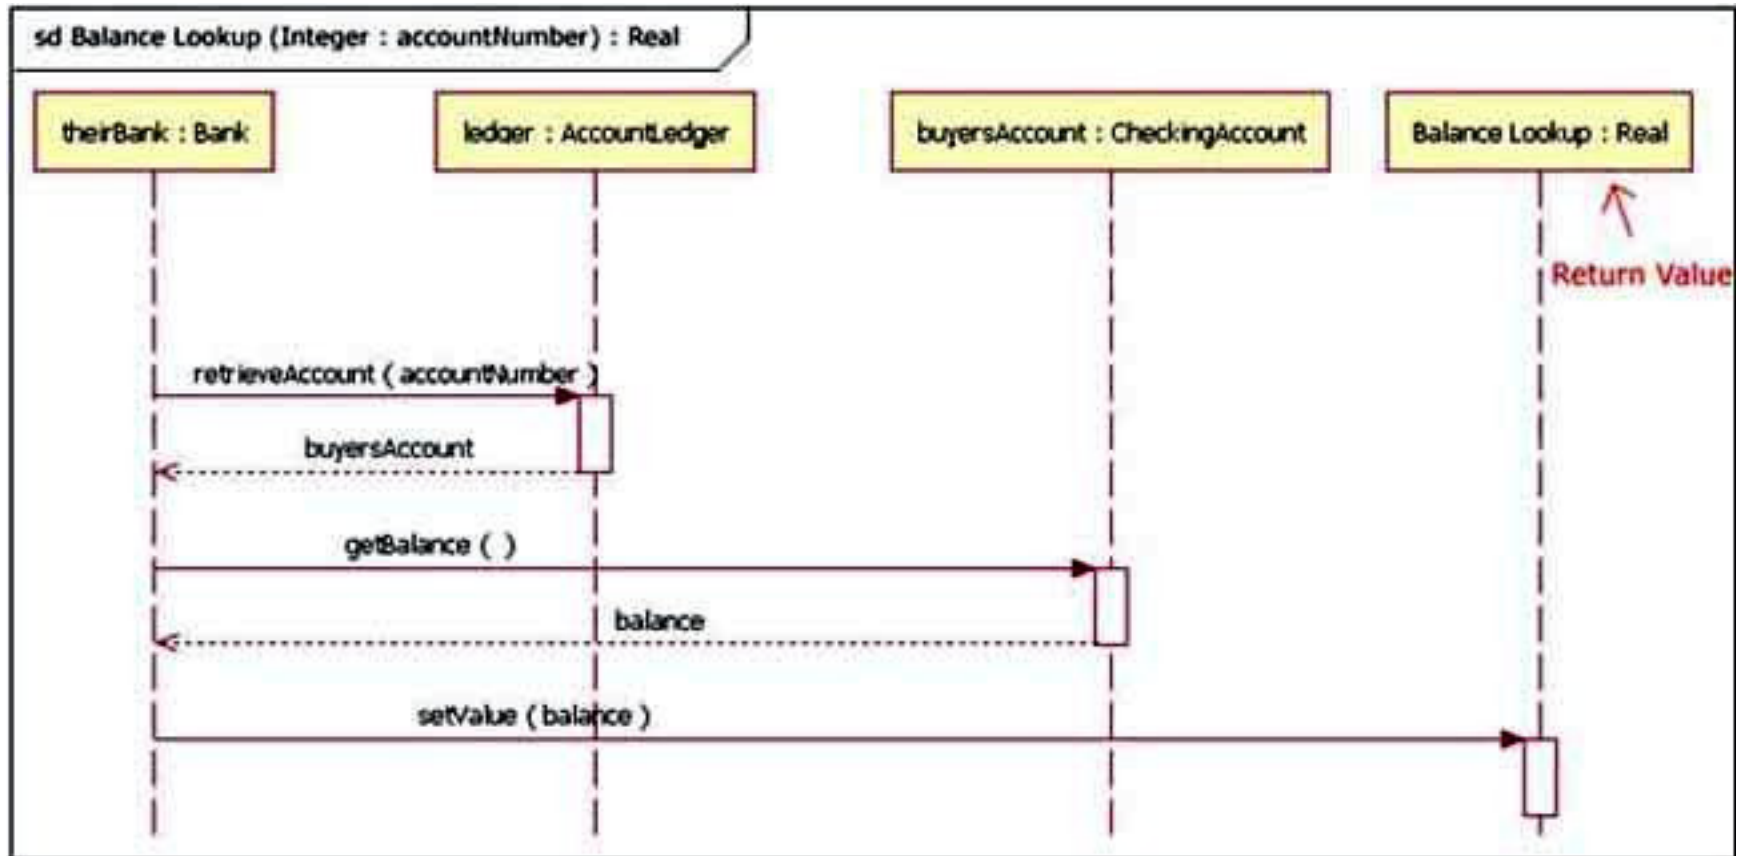 sd Balance Lookup (Integer : accountNumber) : Real
theirBank : Bank
ledger : AccountLedger
buyersAccount : CheckingAccount
Balance Lookup : Real
Return Value
retrieveAccount ( accountNumber )
buyersAccount
getBalance ( )
balance
setValue ( balance )